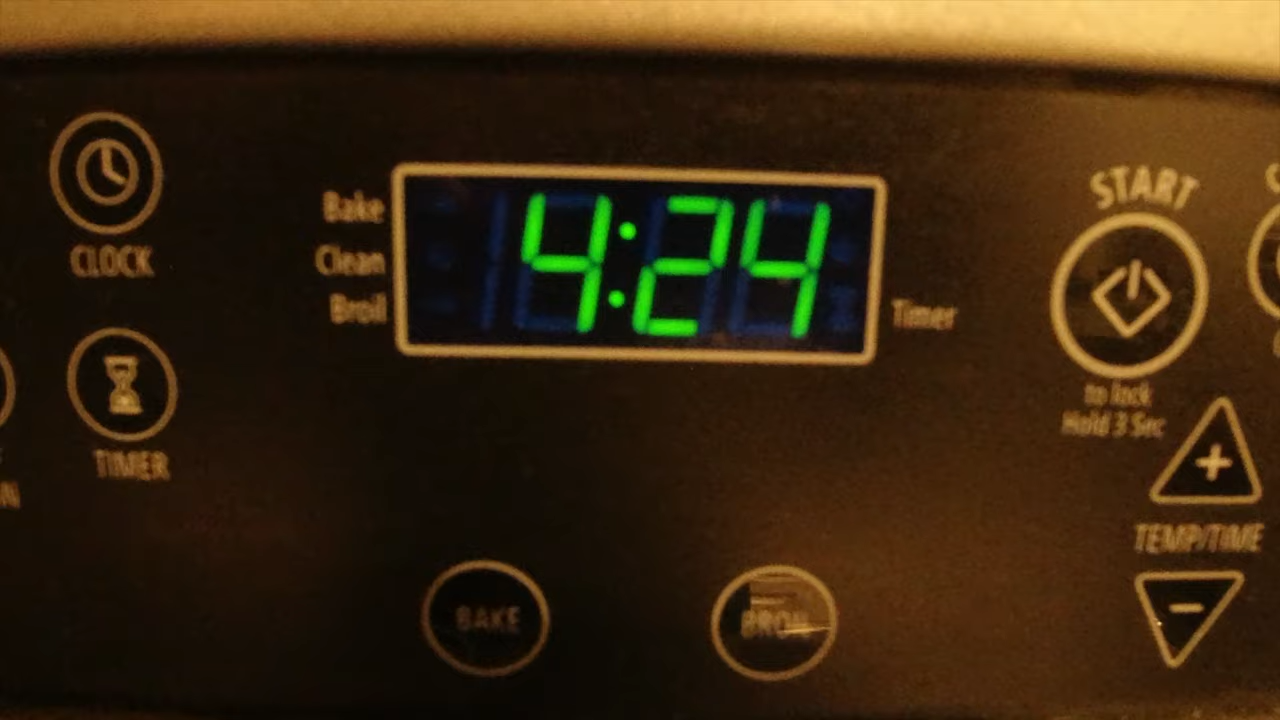 START
CLOCK
Bake
Clean
Broil
4:24
Timer
to lock
Hold 3 Sec
TIMER
+
TEMP/TIME
BAKE
BROIL
-